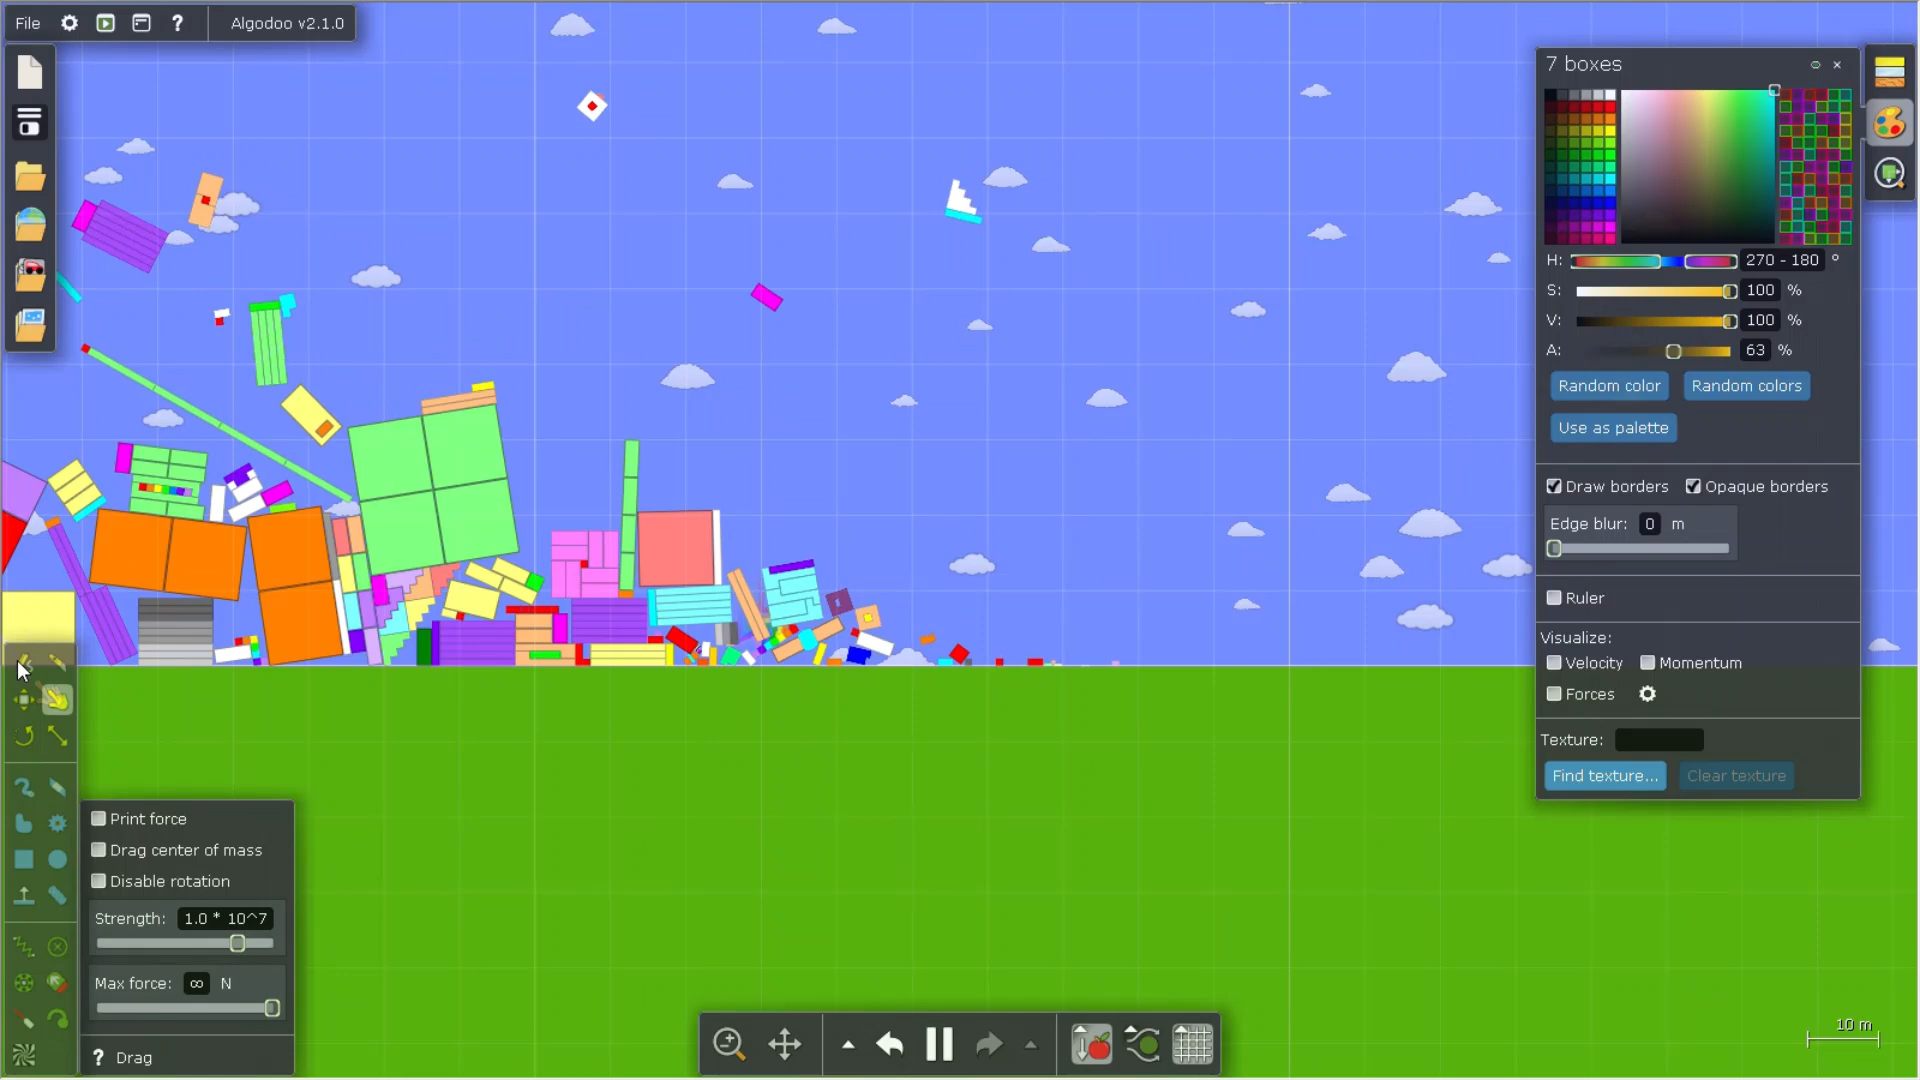 File ? Algodoo v2.1.0
7 boxes
H: 270 - 180 °
S: 100 %
V: 100 %
A: 63 %
Random color Random colors
Use as palette
Draw borders Opaque borders
Edge blur: 0 m
Ruler
Visualize:
Velocity Momentum
Forces
Texture:
Find texture... Clear texture
Print force
Drag center of mass
Disable rotation
Strength: 1.0 * 10^7
Max force: ∞ N
? Drag
10 m